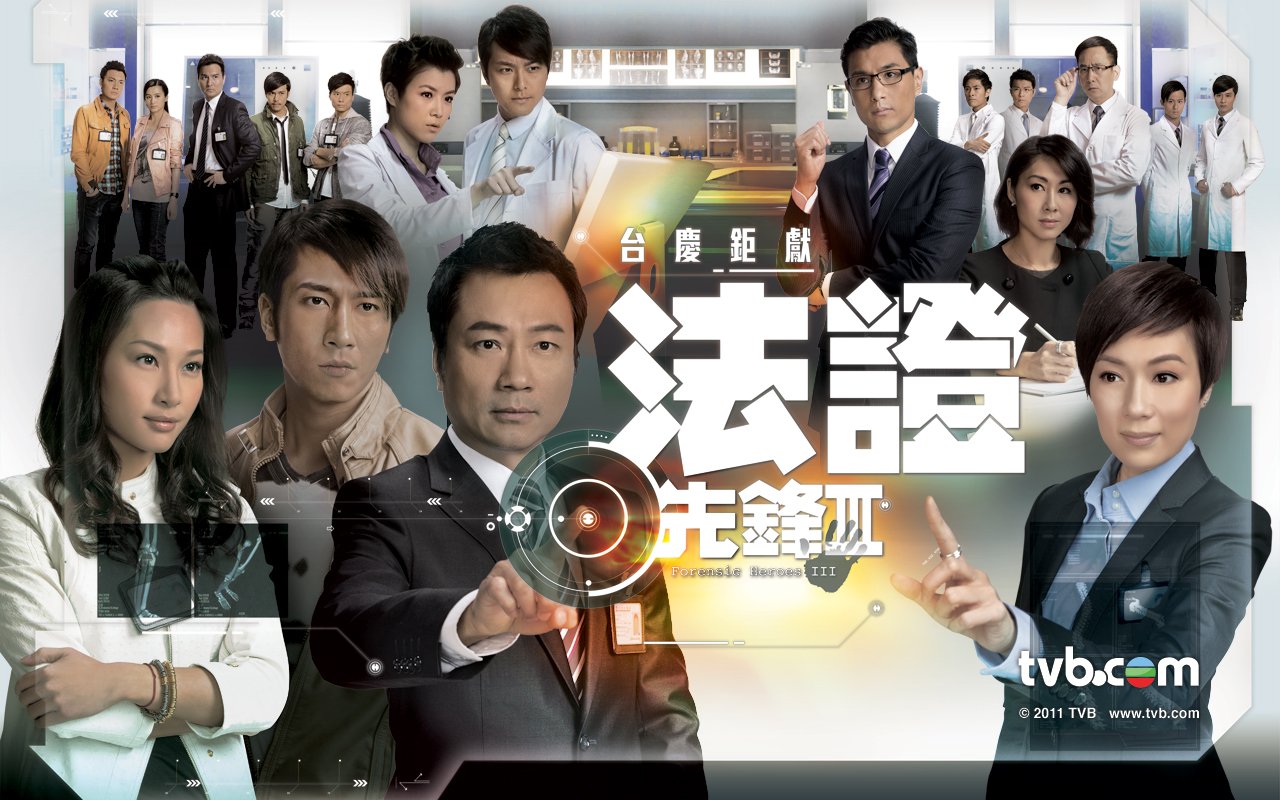 台慶鉅獻
法證
先鋒III
Forensic Heroes III
tvb.com
© 2011 TVB www.tvb.com